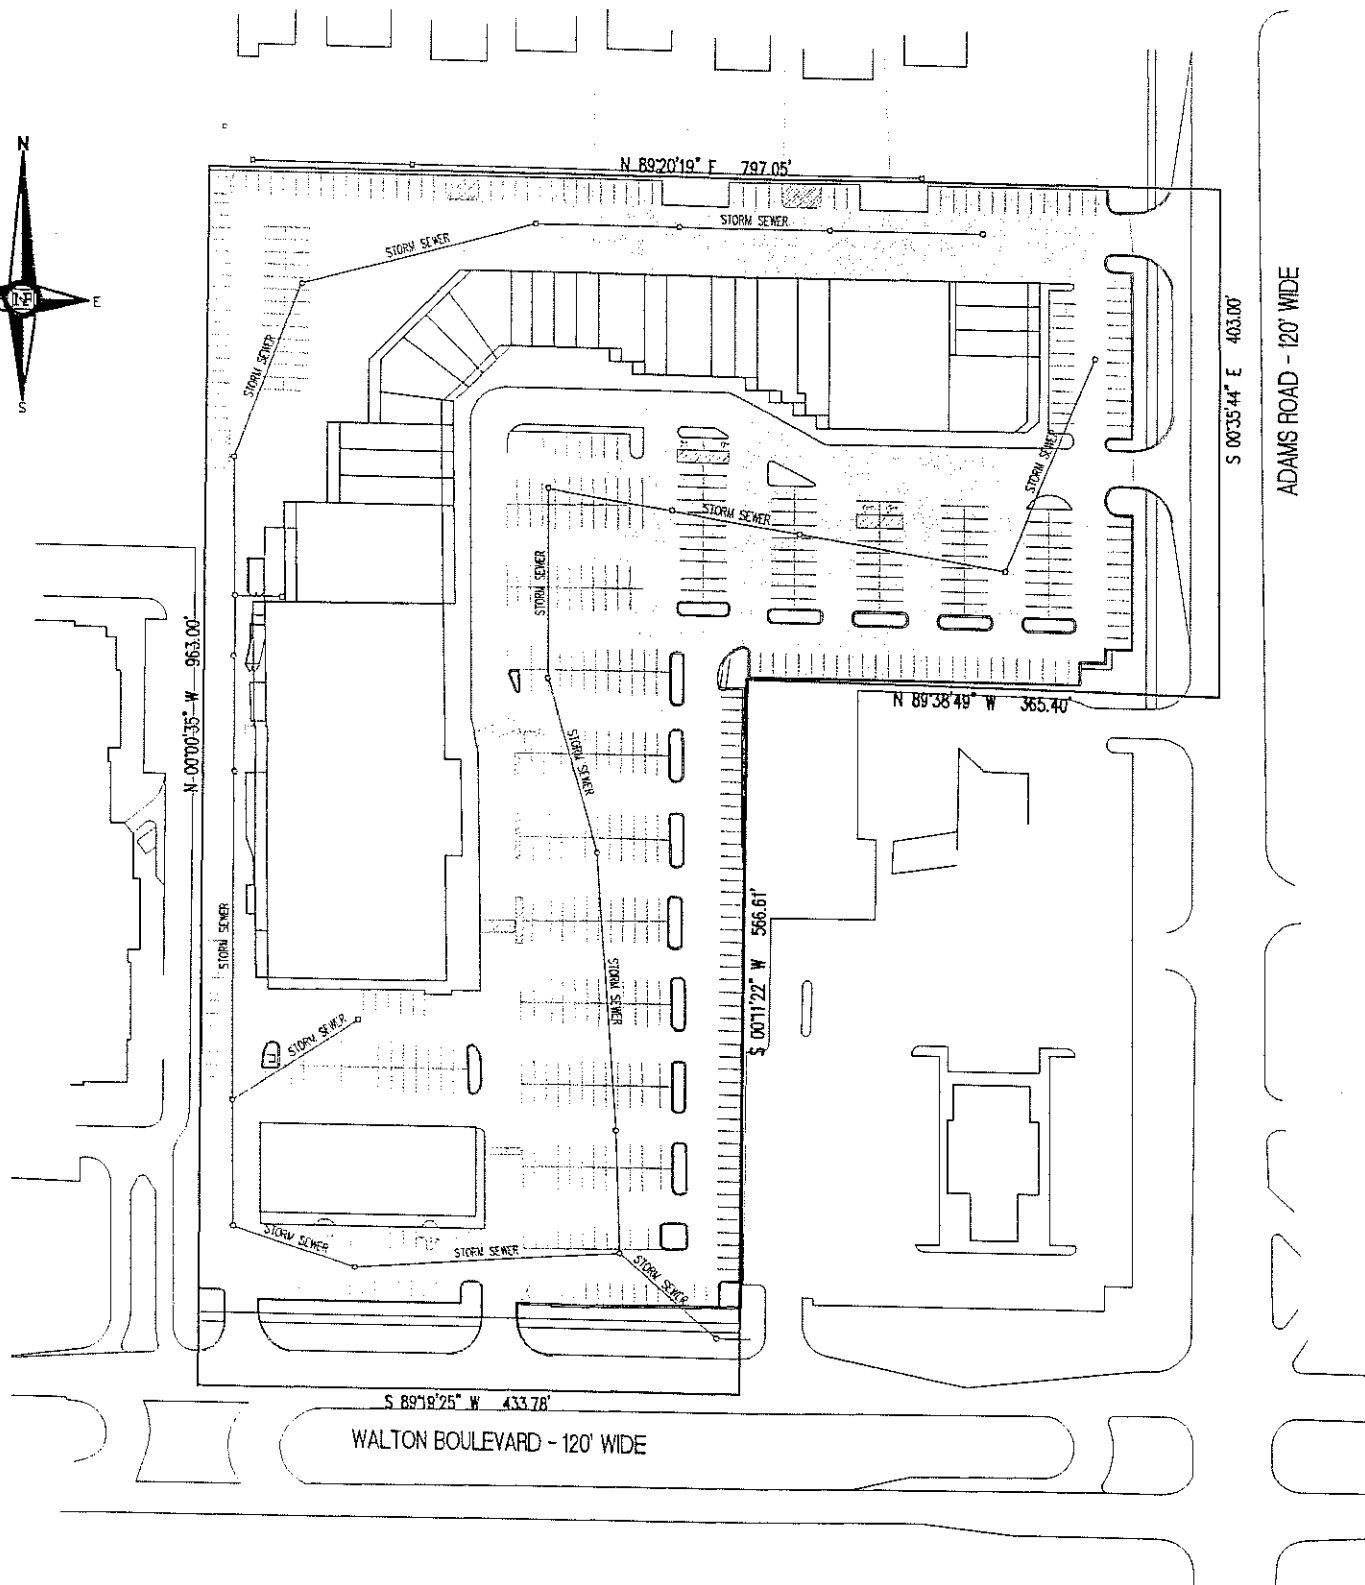 N
N 89°20'19" E 797.05'
STORM SEWER
STORM SEWER
E
S 00°35'44" E 403.00'
ADAMS ROAD - 120' WIDE
STORM SEWER
S
STORM SEWER
STORM SEWER
STORM SEWER
N 00°00'35" W 963.00'
N 89°38'49" W 365.40'
STORM SEWER
STORM SEWER
S 00°11'22" W 566.61'
STORM SEWER
STORM SEWER
STORM SEWER
STORM SEWER
STORM SEWER
S 89°19'25" W 433.78'
WALTON BOULEVARD - 120' WIDE